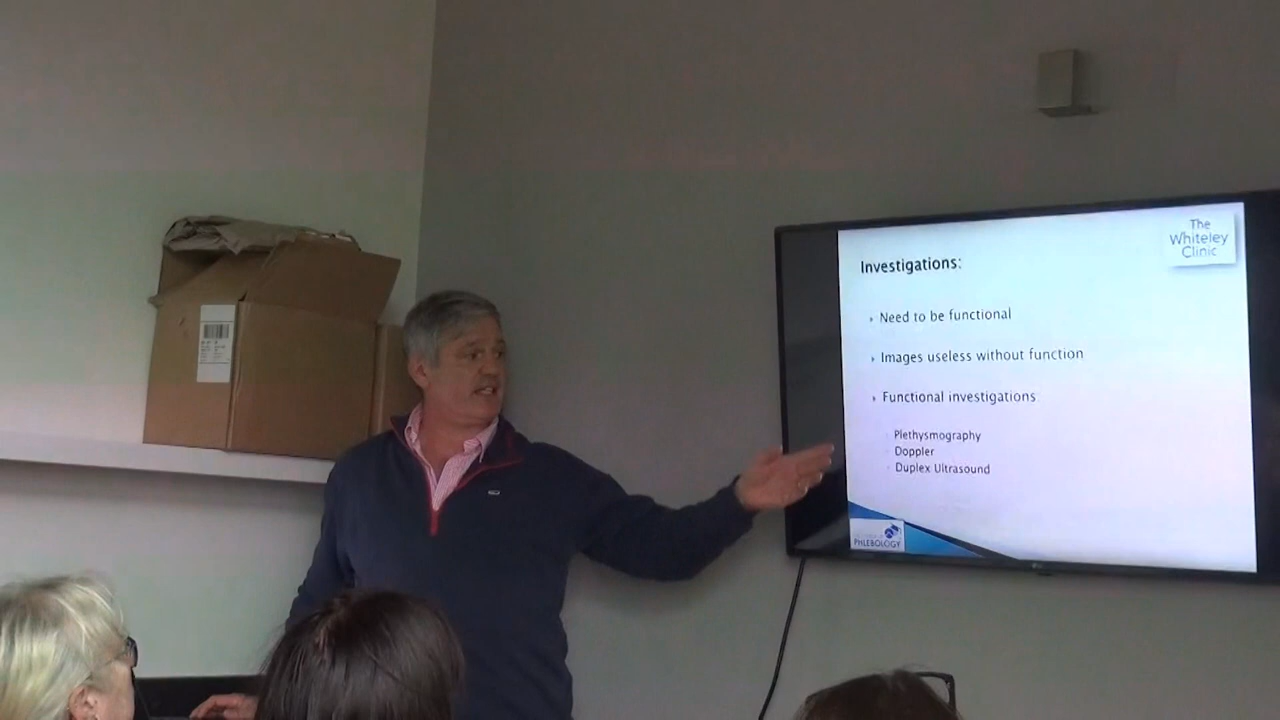 The
Whiteley
Clinic
Investigations:
Need to be functional
Images useless without function
Functional investigations
Plethysmography
Doppler
Duplex Ultrasound
PHLEBOLOGY
LG